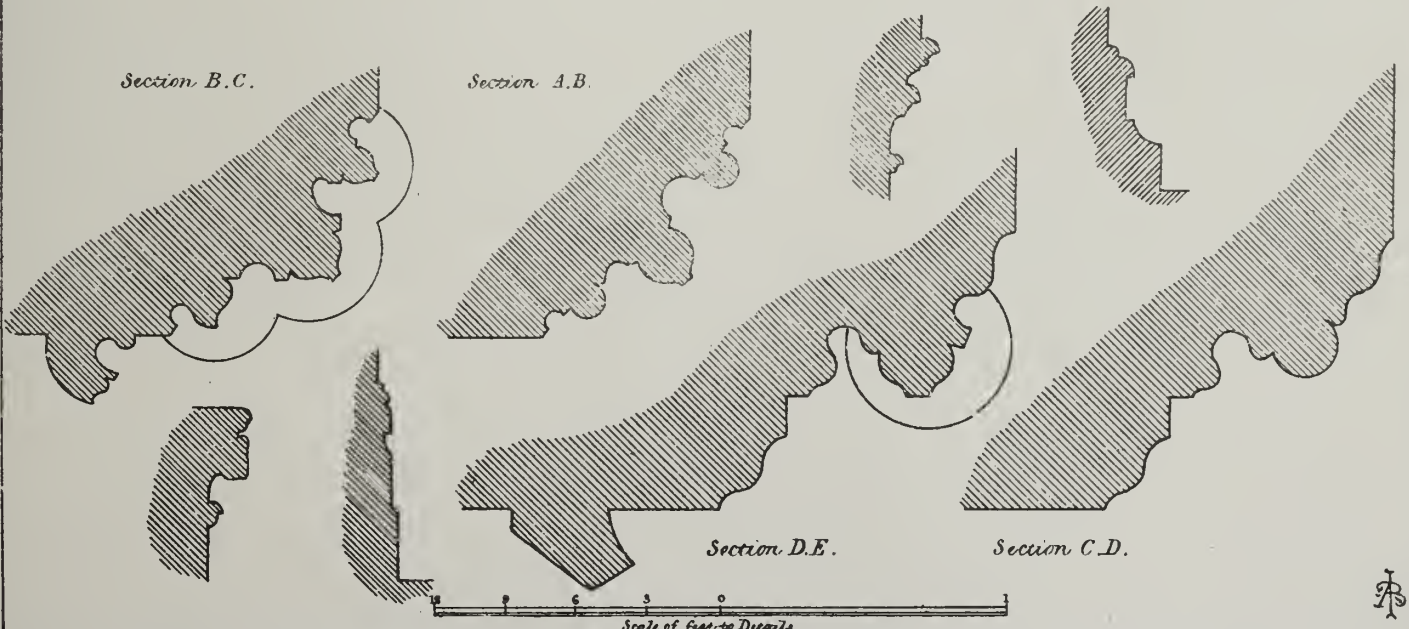 Section B.C.
Section A.B.
Section D.E.
Section C.D.
12 9 6 3 0 1
Scale of feet to Details